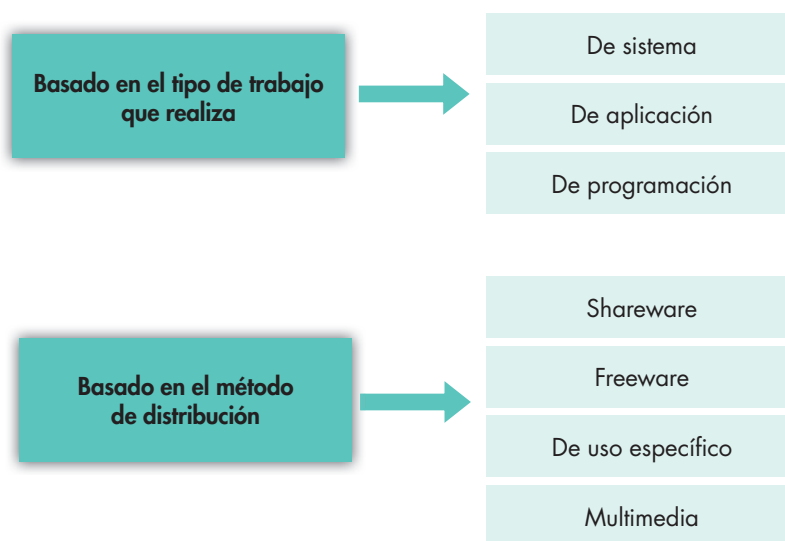 Basado en el tipo de trabajo
que realiza
De sistema
De aplicación
De programación
Basado en el método
de distribución
Shareware
Freeware
De uso específico
Multimedia